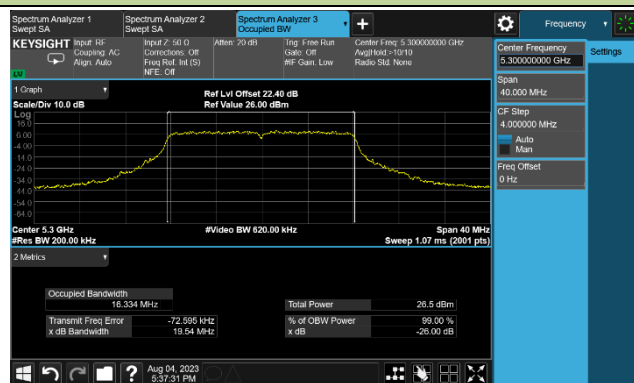 Spectrum Analyzer 1
Swept SA
Spectrum Analyzer 2
Swept SA
Spectrum Analyzer 3
Occupied BW
Frequency
KEYSIGHT
Input: RF
Coupling: AC
Align: Auto
Input Z: 50 Ω
Corrections: Off
Freq Ref: Int (S)
NFE: Off
Atten: 20 dB
Trig: Free Run
Gate: Off
#IF Gain: Low
Center Freq: 5.300000000 GHz
Avg|Hold:>10/10
Radio Std: None
LXI
Center Frequency
5.300000000 GHz
Settings
Span
40.000 MHz
CF Step
4.000000 MHz
Auto
Man
Freq Offset
0 Hz
1 Graph
Scale/Div 10.0 dB
Ref Lvl Offset 22.40 dB
Ref Value 26.00 dBm
Log
16.0
6.00
-4.00
-14.0
-24.0
-34.0
-44.0
-54.0
-64.0
Center 5.3 GHz
#Video BW 620.00 kHz
Span 40 MHz
#Res BW 200.00 kHz
Sweep 1.07 ms (2001 pts)
2 Metrics
Occupied Bandwidth
16.334 MHz
Total Power
26.5 dBm
Transmit Freq Error
-72.595 kHz
% of OBW Power
99.00 %
x dB Bandwidth
19.54 MHz
x dB
-26.00 dB
?
Aug 04, 2023
5:37:31 PM